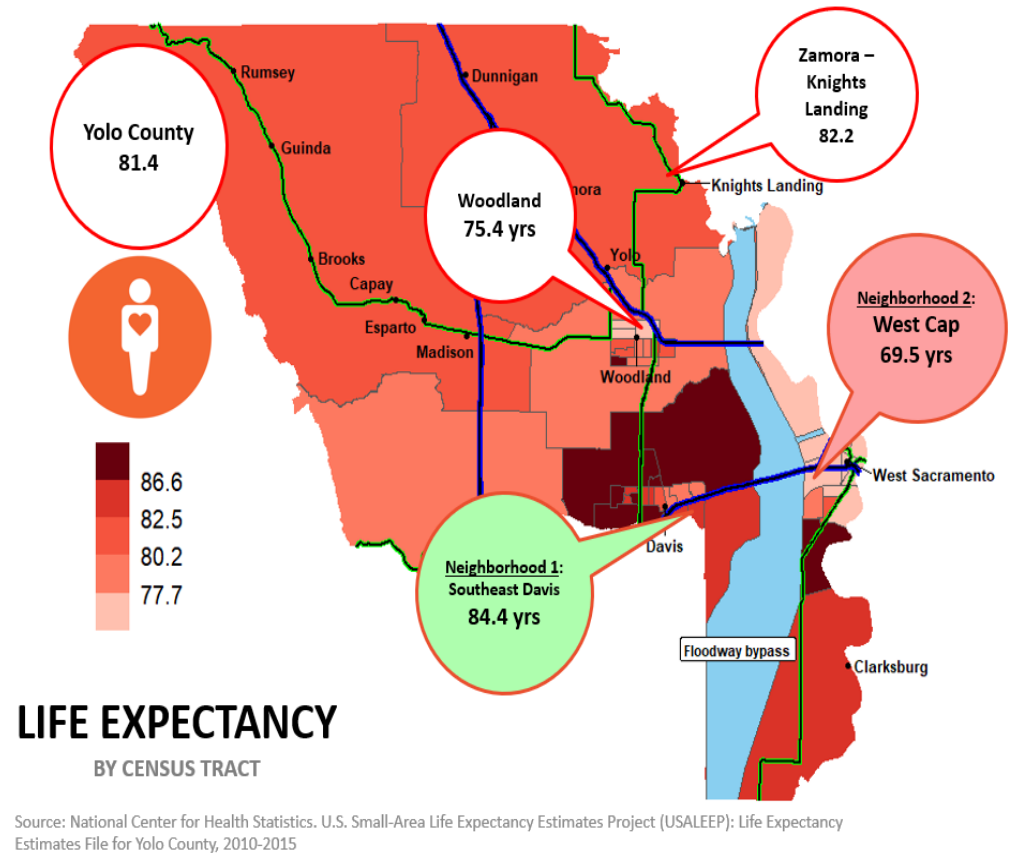 Yolo County
81.4
Rumsey
Guinda
Brooks
Capay
Esparto
Madison
Dunnigan
Woodland
75.4 yrs
Yolo
Woodland
Zamora –
Knights
Landing
82.2
Knights Landing
Neighborhood 2:
West Cap
69.5 yrs
West Sacramento
Davis
Neighborhood 1:
Southeast Davis
84.4 yrs
Floodway bypass
Clarksburg
86.6
82.5
80.2
77.7
LIFE EXPECTANCY
BY CENSUS TRACT
Source: National Center for Health Statistics. U.S. Small-Area Life Expectancy Estimates Project (USALEEP): Life Expectancy
Estimates File for Yolo County, 2010-2015